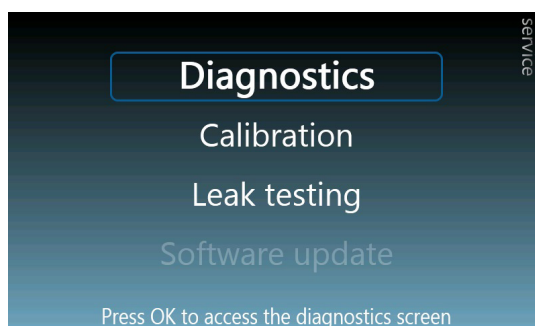 service
Diagnostics
Calibration
Leak testing
Software update
Press OK to access the diagnostics screen